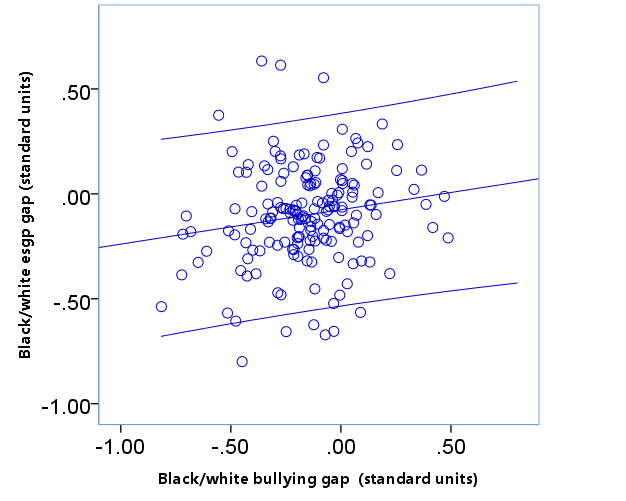 Black/white esgp gap (standard units)
.50
.00
-.50
-1.00
-1.00 -.50 .00 .50
Black/white bullying gap (standard units)